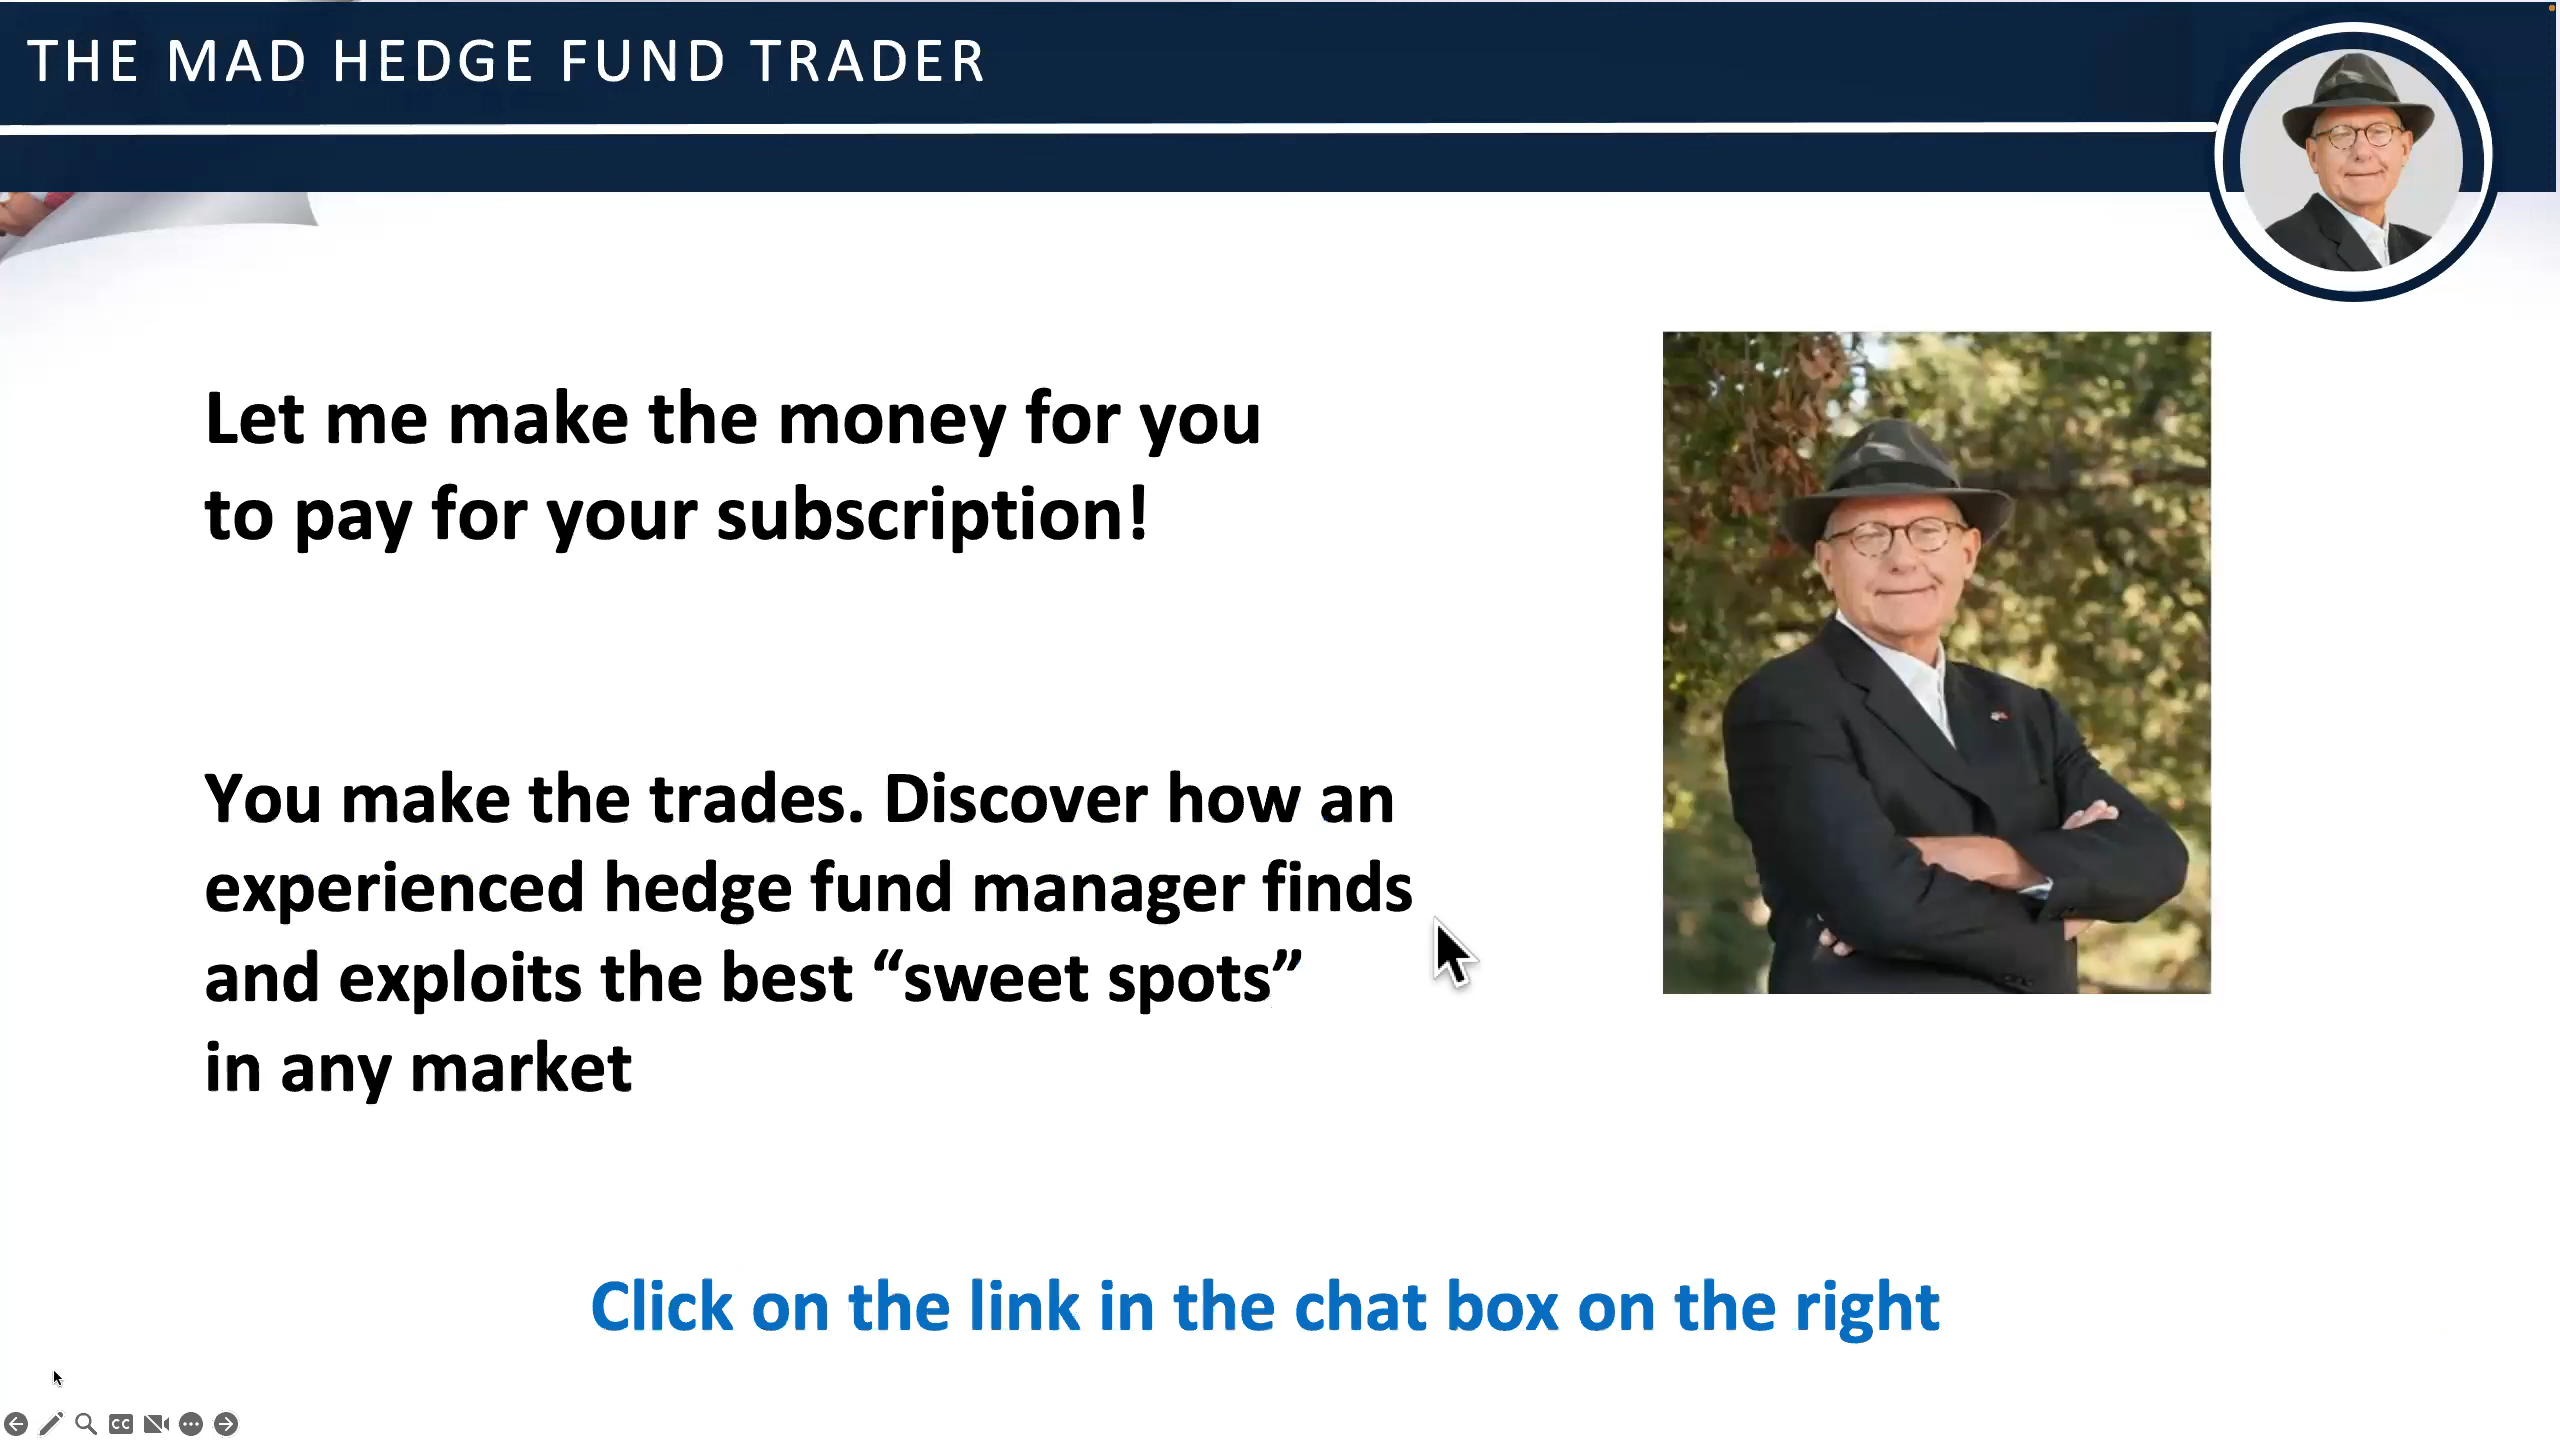 THE MAD HEDGE FUND TRADER
Let me make the money for you
to pay for your subscription!
You make the trades. Discover how an
experienced hedge fund manager finds
and exploits the best “sweet spots”
in any market
Click on the link in the chat box on the right
CC